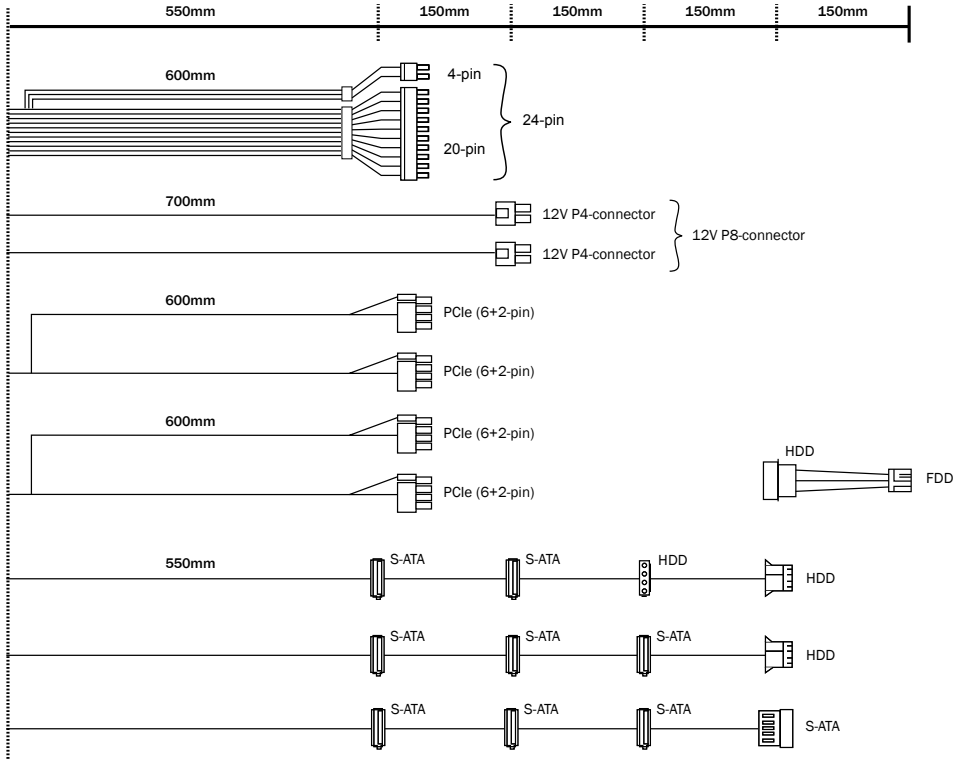 550mm 150mm 150mm 150mm 150mm
600mm
4-pin
24-pin
20-pin
700mm
12V P4-connector
12V P8-connector
12V P4-connector
600mm
PCIe (6+2-pin)
PCIe (6+2-pin)
600mm
PCIe (6+2-pin)
HDD
FDD
PCIe (6+2-pin)
550mm
S-ATA S-ATA HDD
HDD
S-ATA S-ATA S-ATA
HDD
S-ATA S-ATA S-ATA
S-ATA